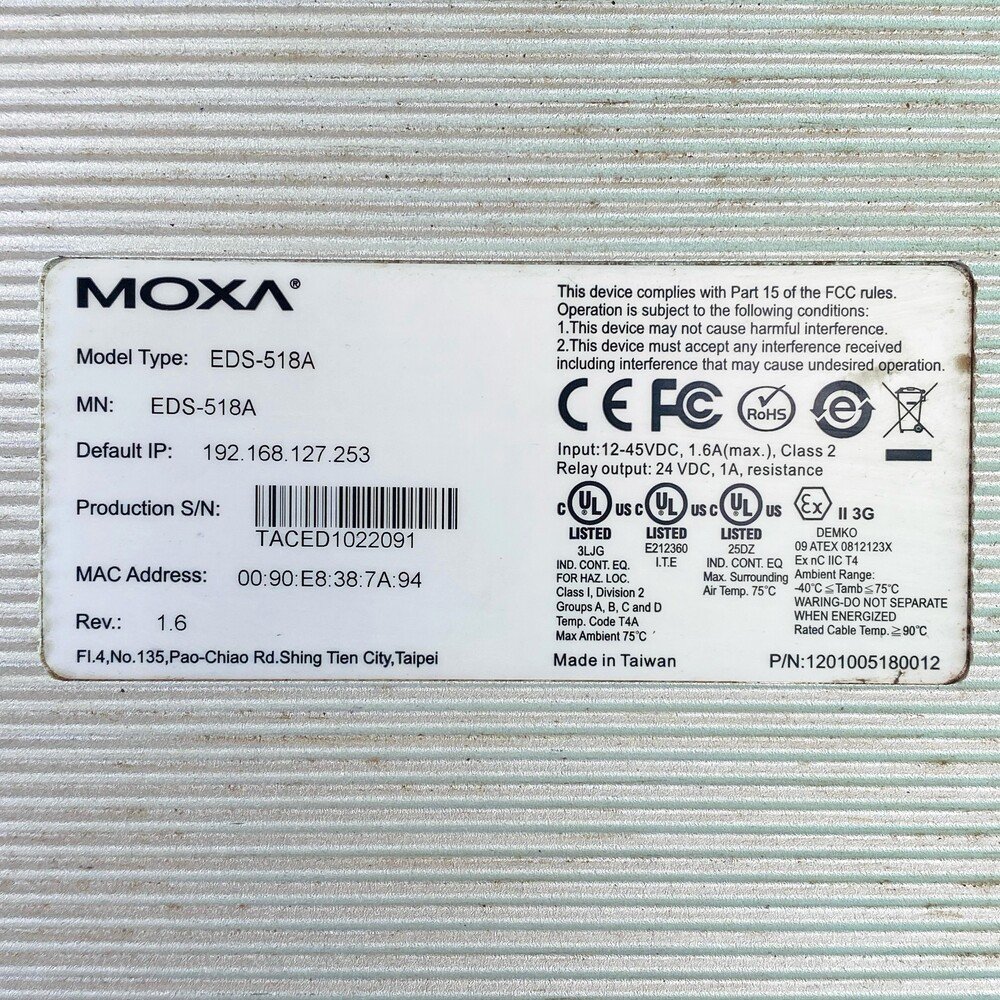 MOXA®
Model Type: EDS-518A
MN: EDS-518A
Default IP: 192.168.127.253
Production S/N:
TACED1022091
MAC Address: 00:90:E8:38:7A:94
Rev.: 1.6
Fl.4,No.135,Pao-Chiao Rd.Shing Tien City,Taipei
This device complies with Part 15 of the FCC rules.
Operation is subject to the following conditions:
1.This device may not cause harmful interference.
2.This device must accept any interference received
including interference that may cause undesired operation.
CE FC RoHS e
Input:12-45VDC, 1.6A(max.), Class 2
Relay output: 24 VDC, 1A, resistance
C UL US LISTED
3LJG
IND. CONT. EQ.
FOR HAZ. LOC.
Class I, Division 2
Groups A, B, C and D
Temp. Code T4A
Max Ambient 75℃
C UL US LISTED
E212360
I.T.E
C UL US LISTED
25DZ
IND. CONT. EQ
Max. Surrounding
Air Temp. 75℃
Ex II 3G
DEMKO
09 ATEX 0812123X
Ex nC IIC T4
Ambient Range:
-40℃≦Tamb≦75℃
WARING-DO NOT SEPARATE
WHEN ENERGIZED
Rated Cable Temp.≧90℃
Made in Taiwan
P/N:1201005180012